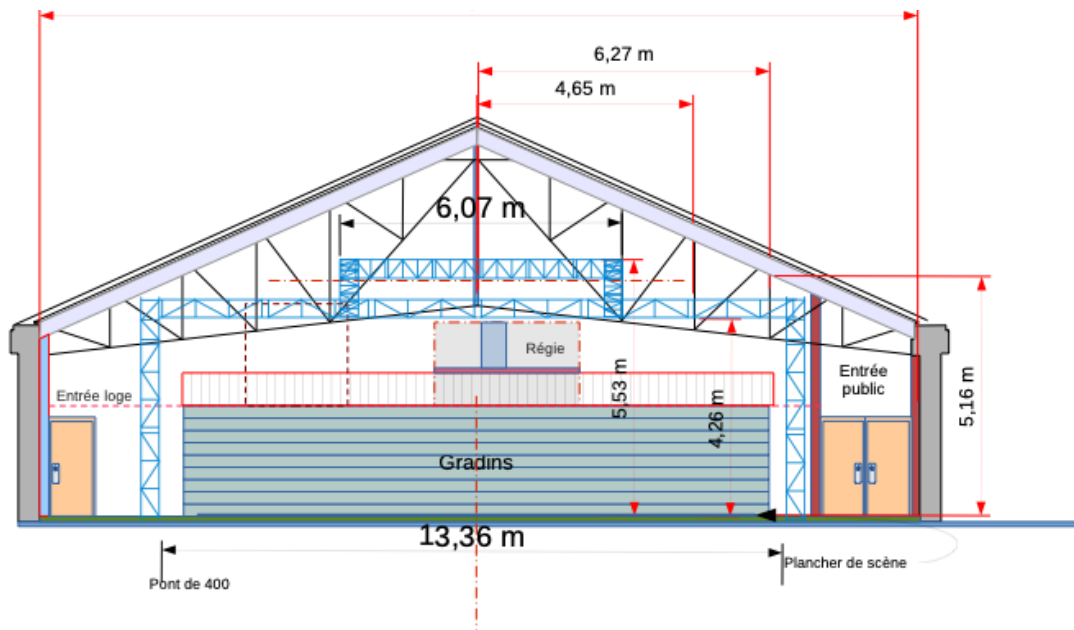 6,27 m
4,65 m
6,07 m
Régie
Entrée
public
Entrée loge
5,53 m
4,26 m
5,16 m
Gradins
13,36 m
Plancher de scène
Pont de 400